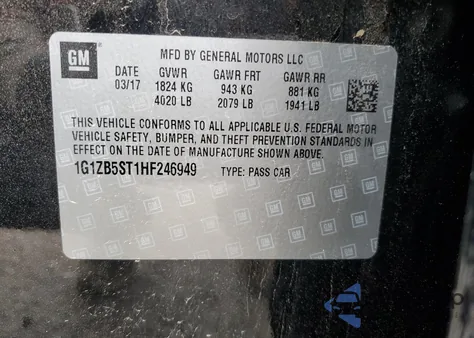 GM
MFD BY GENERAL MOTORS LLC
DATE GVWR GAWR FRT GAWR RR
03/17 1824 KG 943 KG 881 KG
4020 LB 2079 LB 1941 LB
THIS VEHICLE CONFORMS TO ALL APPLICABLE U.S. FEDERAL MOTOR
VEHICLE SAFETY, BUMPER, AND THEFT PREVENTION STANDARDS IN
EFFECT ON THE DATE OF MANUFACTURE SHOWN ABOVE.
1G1ZB5ST1HF246949 TYPE: PASS CAR